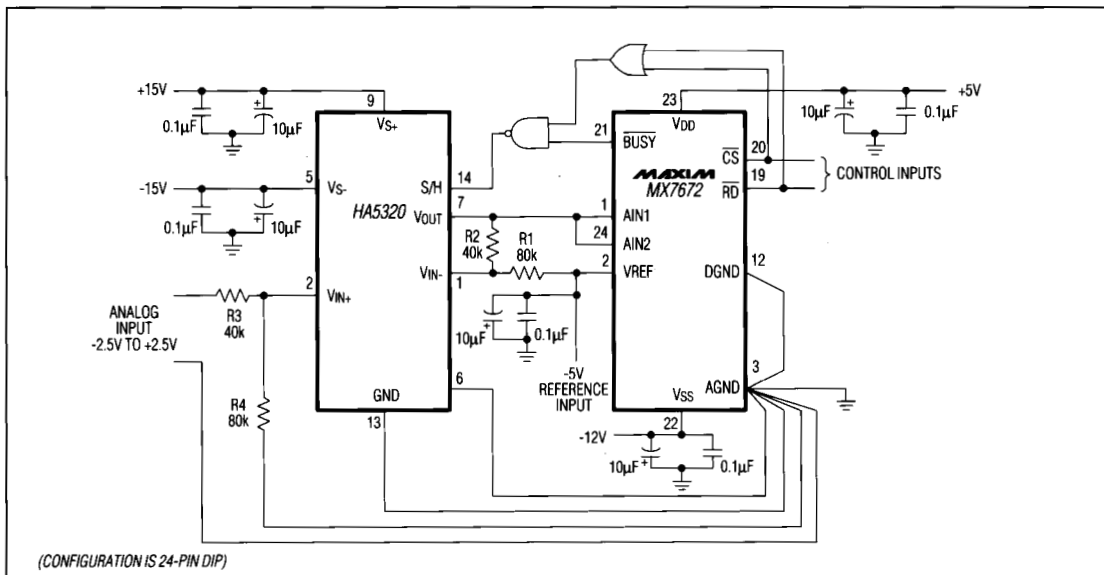 +15V
0.1µF
10µF
9
VS+
-15V
5
VS-
0.1µF
10µF
HA5320
S/H
14
VOUT
7
VIN-
1
2
VIN+
ANALOG
INPUT
-2.5V TO +2.5V
R3
40k
R4
80k
GND
13
6
R2
40k
R1
80k
10µF
0.1µF
-5V
REFERENCE
INPUT
21
BUSY
23
VDD
MAXIM
MX7672
1
AIN1
24
AIN2
2
VREF
CS
20
RD
19
CONTROL INPUTS
+5V
10µF
0.1µF
DGND
12
AGND
3
VSS
22
-12V
10µF
0.1µF
(CONFIGURATION IS 24-PIN DIP)